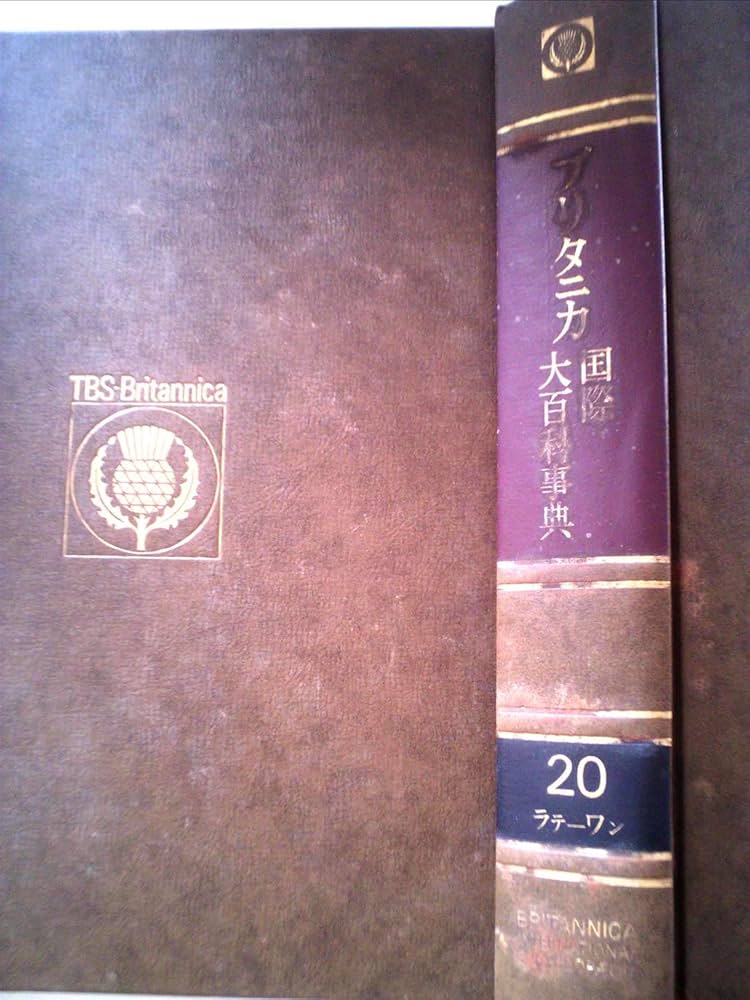 TBS-Britannica
ブリタニカ
国際
大百科事典
20
ラテーワン
BRITANNICA
INTERNATIONAL